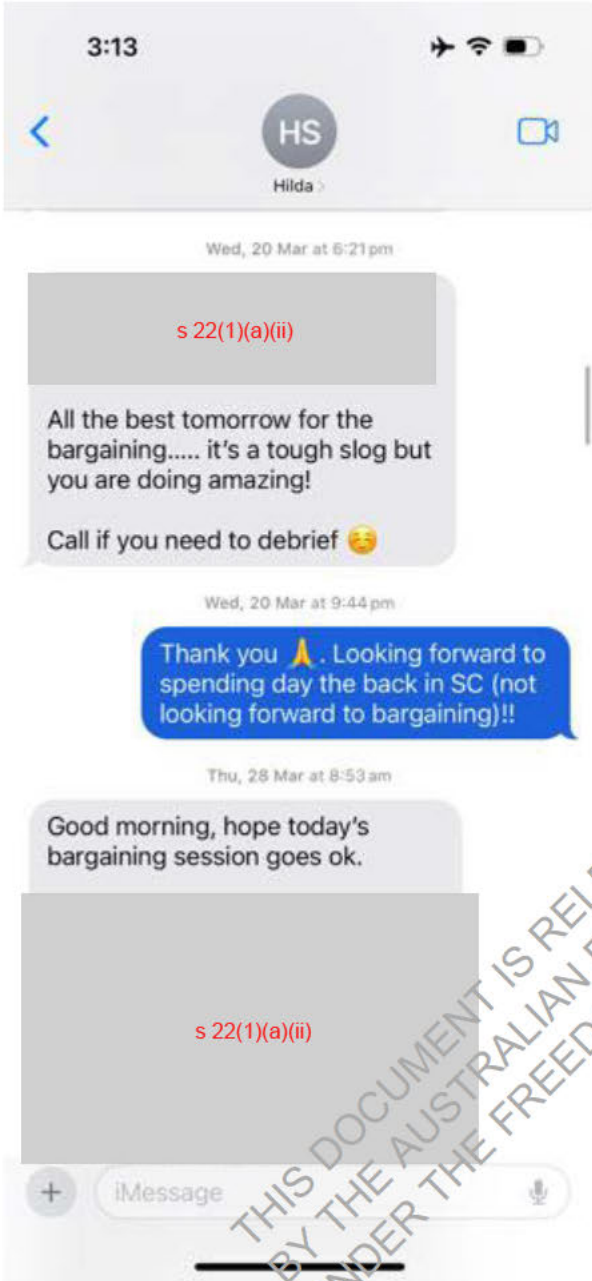 3:13
HS
Hilda
Wed, 20 Mar at 6:21 pm
s 22(1)(a)(ii)
All the best tomorrow for the
bargaining..... it's a tough slog but
you are doing amazing!
Call if you need to debrief ☺️
Wed, 20 Mar at 9:44 pm
Thank you 🙏. Looking forward to
spending day the back in SC (not
looking forward to bargaining)!!
Thu, 28 Mar at 8:53 am
Good morning, hope today's
bargaining session goes ok.
s 22(1)(a)(ii)
iMessage
THIS DOCUMENT IS
BY THE AUSTRALIAN
THE